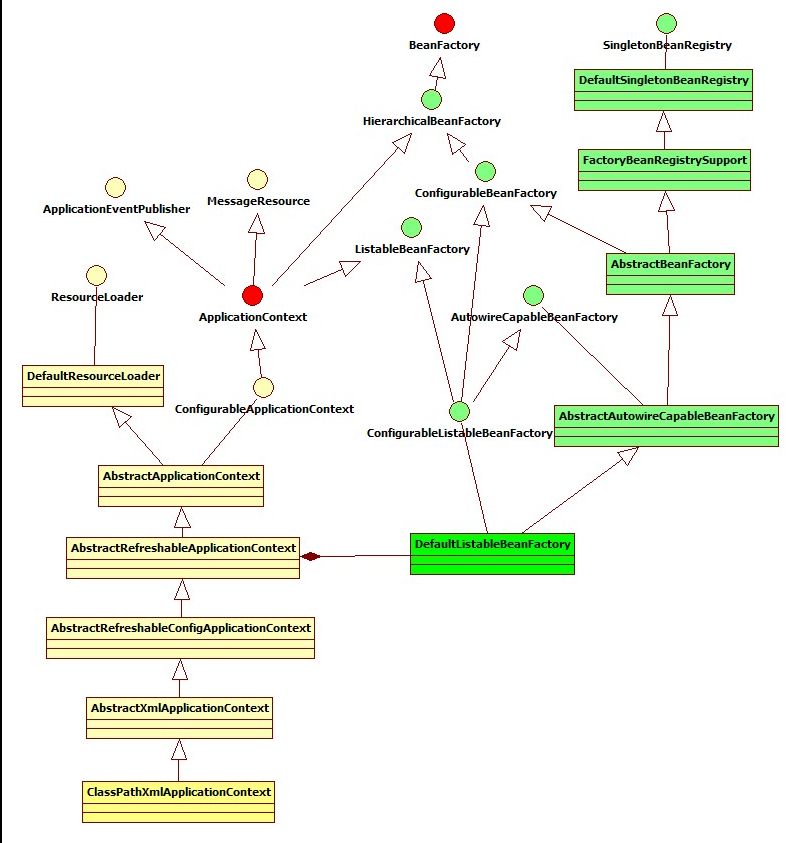 BeanFactory
SingletonBeanRegistry
DefaultSingletonBeanRegistry
HierarchicalBeanFactory
FactoryBeanRegistrySupport
ConfigurableBeanFactory
MessageResource
ApplicationEventPublisher
ListableBeanFactory
AbstractBeanFactory
ResourceLoader
ApplicationContext
AutowireCapableBeanFactory
DefaultResourceLoader
ConfigurableApplicationContext
AbstractAutowireCapableBeanFactory
ConfigurableListableBeanFactory
AbstractApplicationContext
DefaultListableBeanFactory
AbstractRefreshableApplicationContext
AbstractRefreshableConfigApplicationContext
AbstractXmlApplicationContext
ClassPathXmlApplicationContext